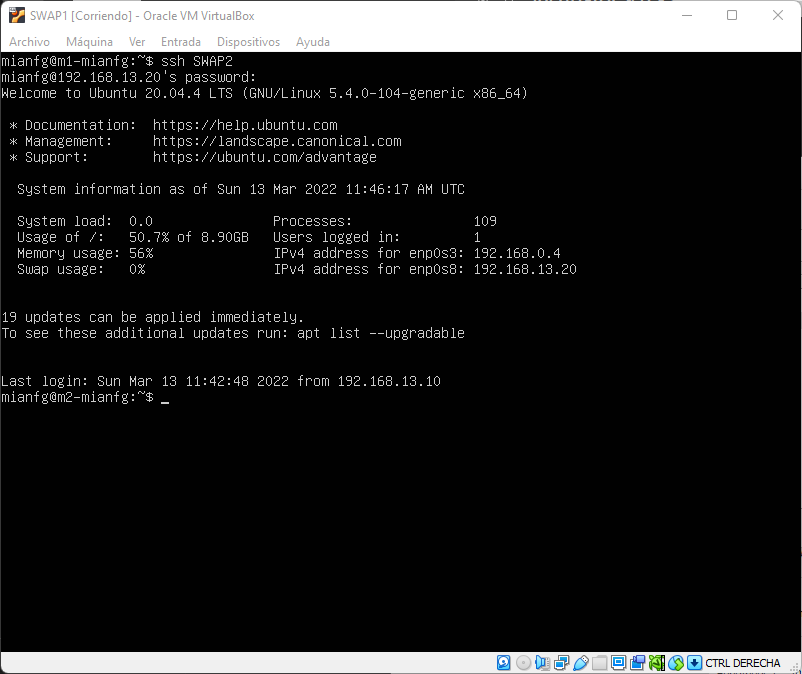 SWAP1 [Corriendo] - Oracle VM VirtualBox
Archivo Máquina Ver Entrada Dispositivos Ayuda
mianfg@m1-mianfg:~$ ssh SWAP2
mianfg@192.168.13.20's password:
Welcome to Ubuntu 20.04.4 LTS (GNU/Linux 5.4.0-104-generic x86_64)
* Documentation: https://help.ubuntu.com
* Management: https://landscape.canonical.com
* Support: https://ubuntu.com/advantage
System information as of Sun 13 Mar 2022 11:46:17 AM UTC
System load: 0.0 Processes: 109
Usage of /: 50.7% of 8.90GB Users logged in: 1
Memory usage: 56% IPv4 address for enp0s3: 192.168.0.4
Swap usage: 0% IPv4 address for enp0s8: 192.168.13.20
19 updates can be applied immediately.
To see these additional updates run: apt list --upgradable
Last login: Sun Mar 13 11:42:48 2022 from 192.168.13.10
mianfg@m2-mianfg:~$ _
CTRL DERECHA